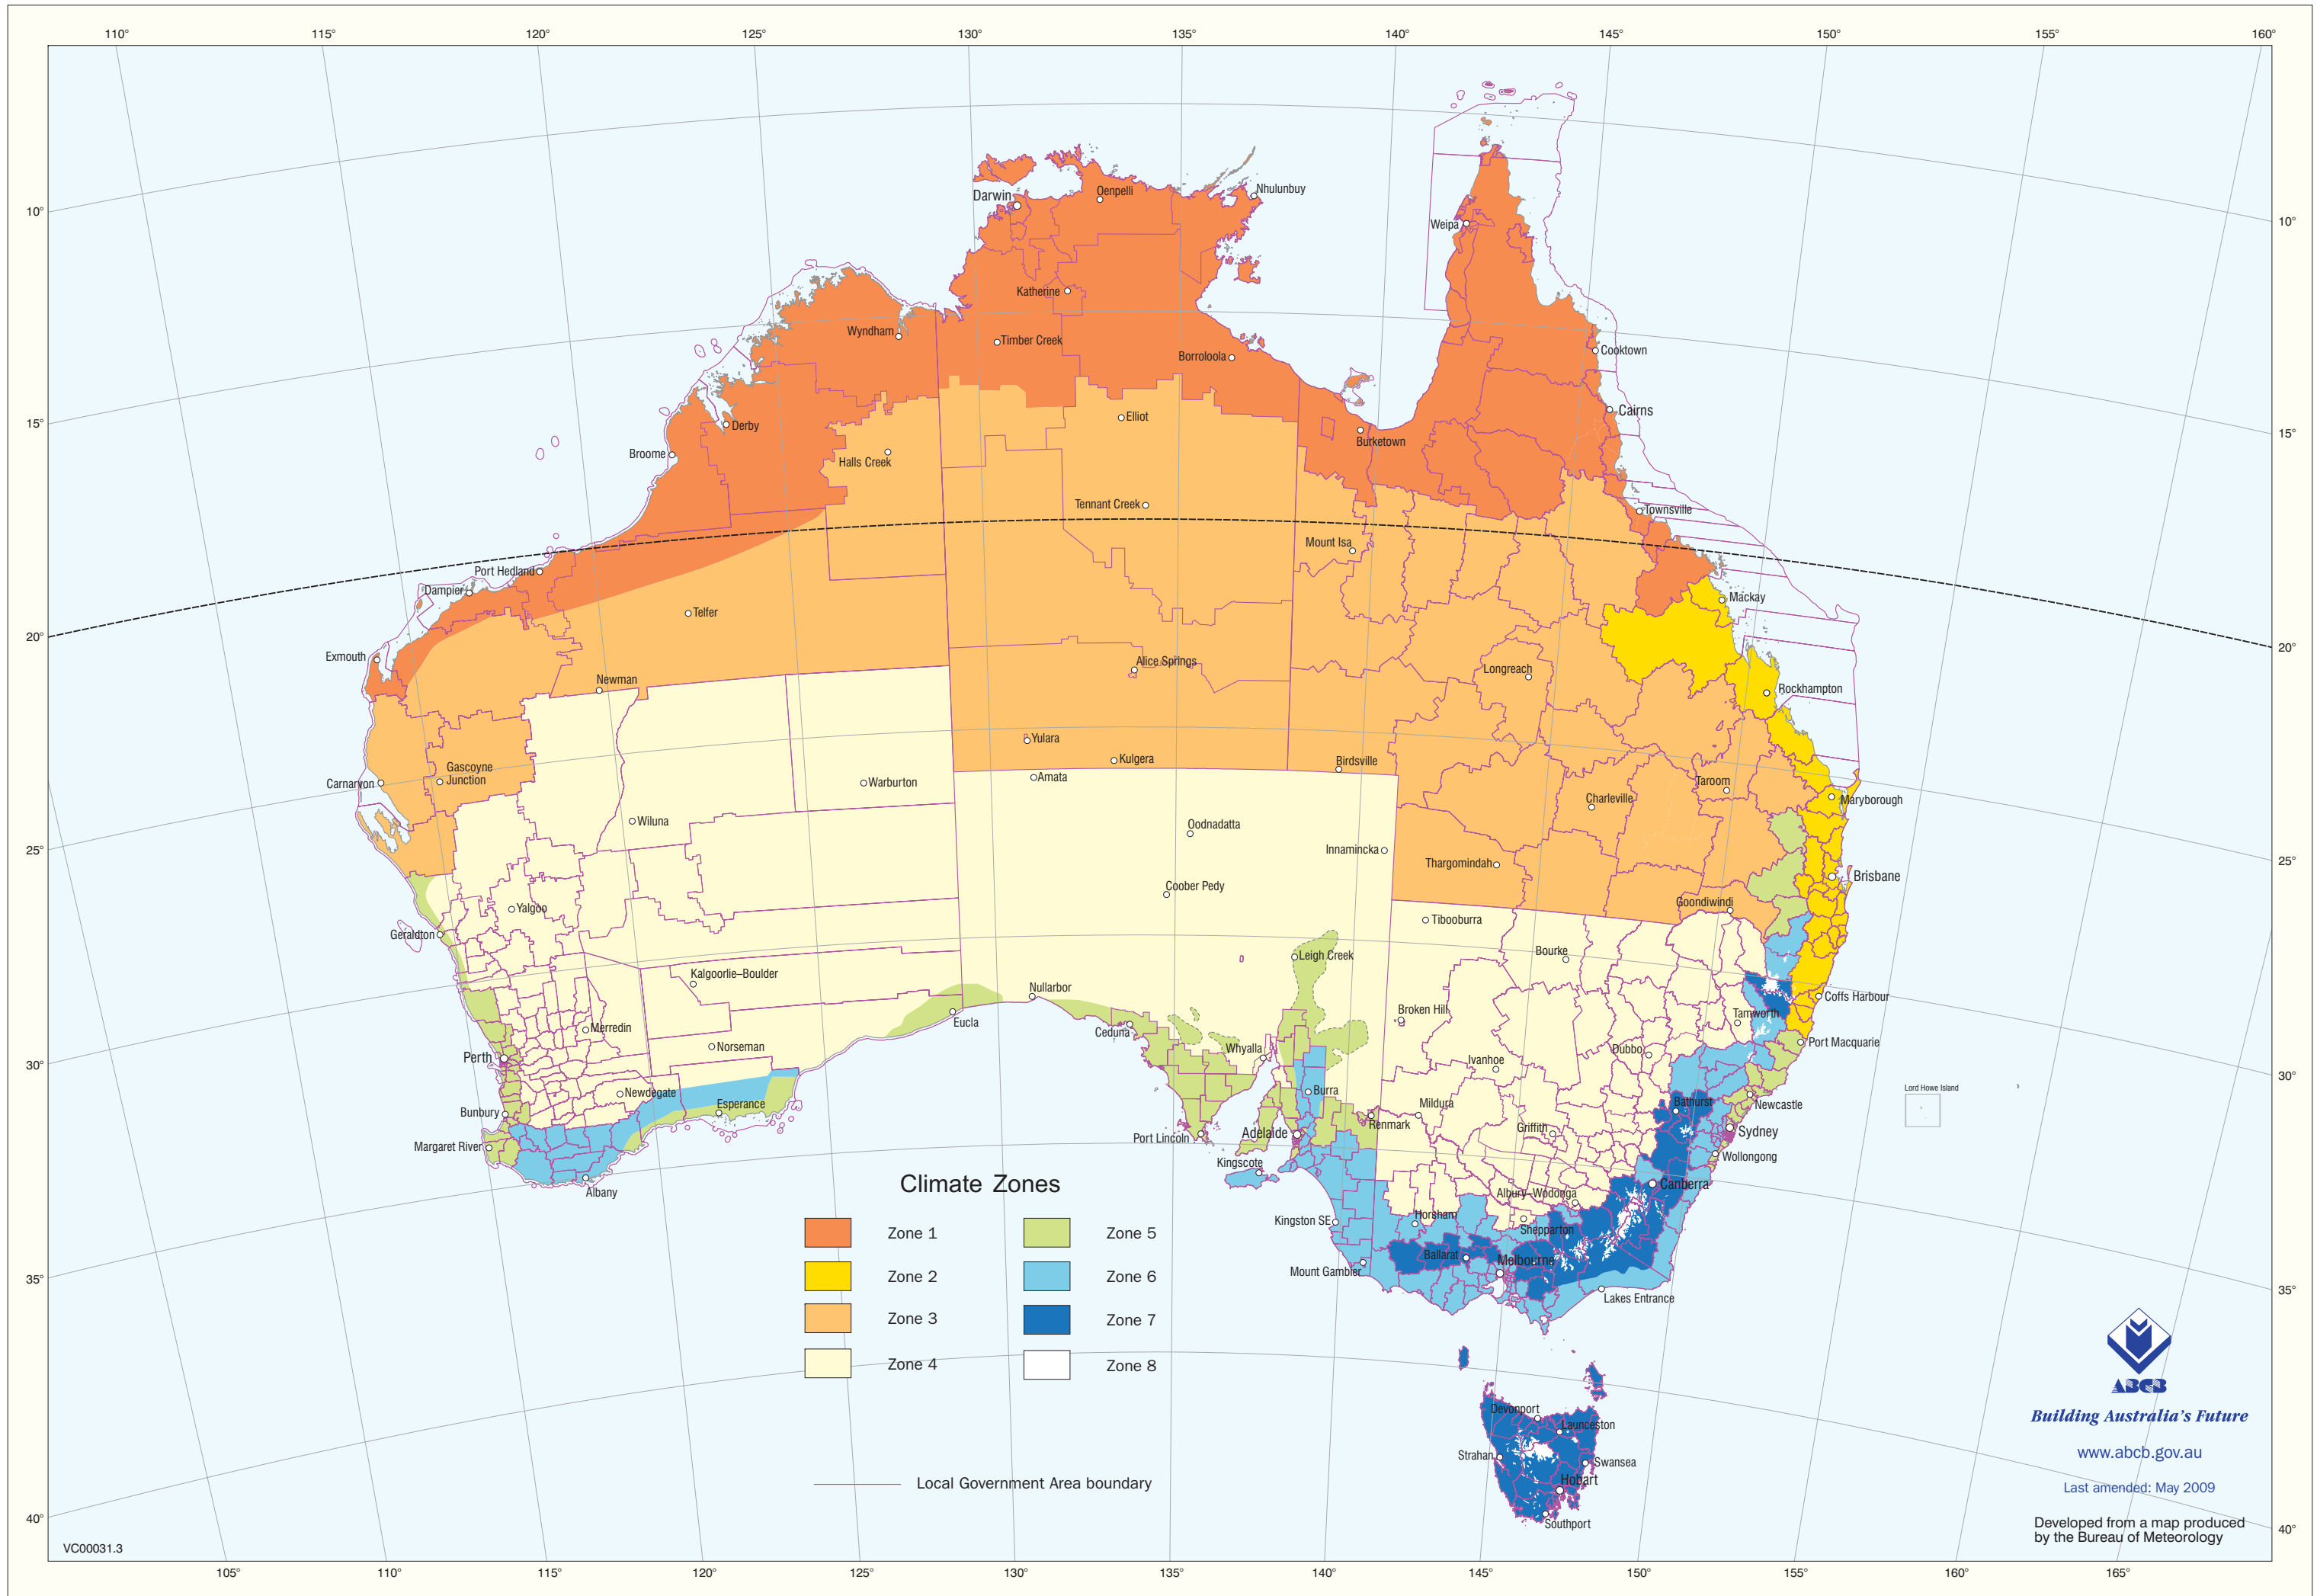 110°
115°
120°
125°
130°
135°
140°
145°
150°
155°
160°
10°
10°
15°
15°
20°
20°
25°
25°
30°
30°
35°
35°
40°
40°
Darwin
Oenpelli
Nhulunbuy
Weipa
Katherine
Wyndham
Timber Creek
Borroloola
Cooktown
Cairns
Derby
Broome
Halls Creek
Elliot
Burketown
Tennant Creek
Townsville
Mount Isa
Port Hedland
Dampier
Telfer
Mackay
Exmouth
Newman
Alice Springs
Longreach
Rockhampton
Yulara
Kulgera
Birdsville
Gascoyne
Junction
Carnarvon
Warburton
Amata
Taroom
Charleville
Maryborough
Wiluna
Oodnadatta
Innamincka
Thargomindah
Brisbane
Coober Pedy
Yalgoo
Goondiwindi
Tibooburra
Geraldton
Leigh Creek
Bourke
Kalgoorlie–Boulder
Nullarbor
Coffs Harbour
Broken Hill
Tamworth
Eucla
Ceduna
Merredin
Port Macquarie
Perth
Norseman
Whyalla
Ivanhoe
Dubbo
Newdegate
Burra
Lord Howe Island
Bunbury
Esperance
Mildura
Bathurst
Newcastle
Renmark
Griffith
Margaret River
Port Lincoln
Adelaide
Sydney
Kingscote
Wollongong
Albany
Canberra
Albury–Wodonga
Kingston SE
Horsham
Shepparton
Ballarat
Melbourne
Mount Gambier
Lakes Entrance
Climate Zones
Zone 1
Zone 5
Zone 2
Zone 6
Zone 3
Zone 7
Zone 4
Zone 8
Devonport
Launceston
Strahan
Swansea
Hobart
Southport
Local Government Area boundary
ABCB
Building Australia's Future
www.abcb.gov.au
Last amended: May 2009
Developed from a map produced
by the Bureau of Meteorology
VC00031.3
105°
110°
115°
120°
125°
130°
135°
140°
145°
150°
155°
160°
165°